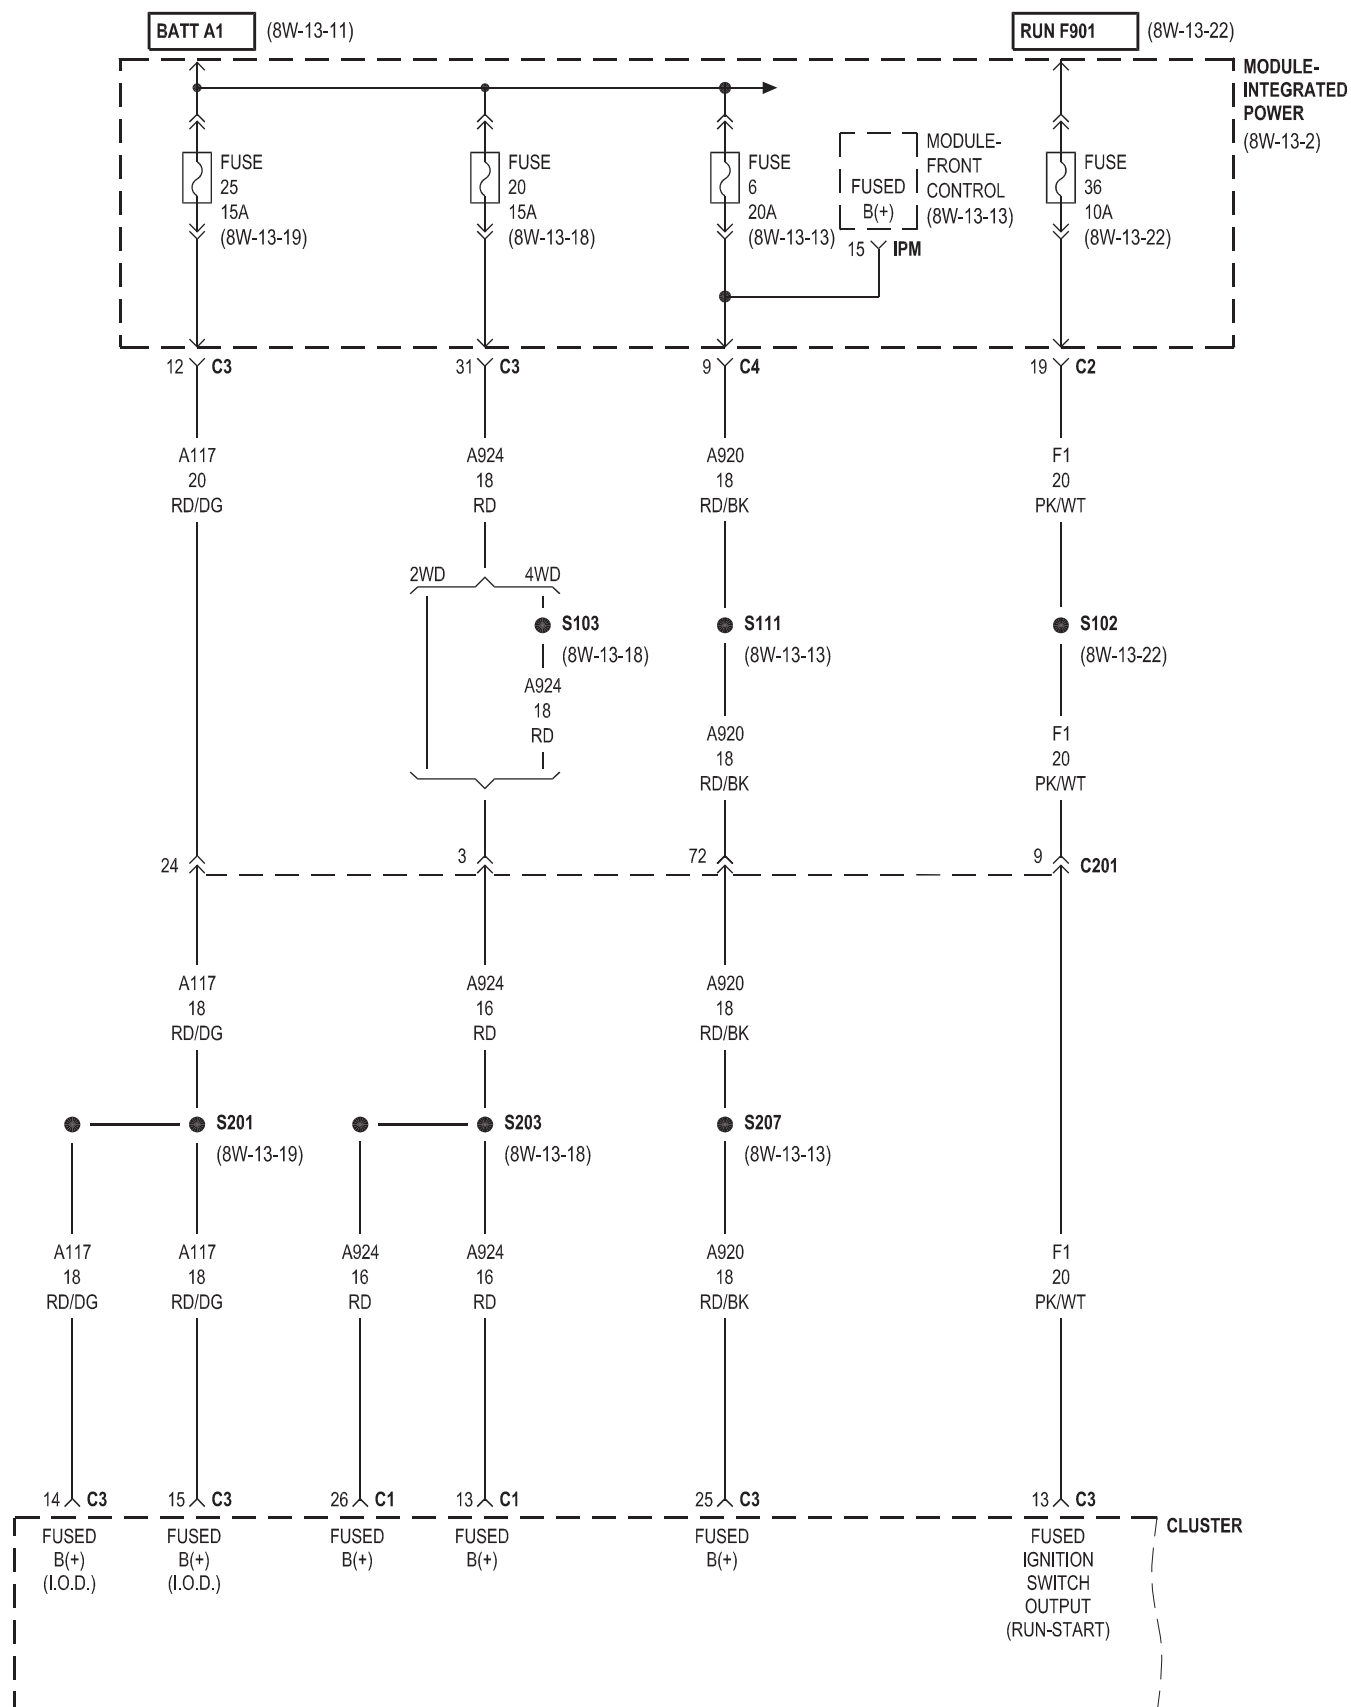 BATT A1 (8W-13-11)
RUN F901 (8W-13-22)
MODULE-
INTEGRATED
POWER
(8W-13-2)
FUSE
25
15A
(8W-13-19)
FUSE
20
15A
(8W-13-18)
FUSE
6
20A
(8W-13-13)
FUSED
B(+)
MODULE-
FRONT
CONTROL
(8W-13-13)
15 IPM
FUSE
36
10A
(8W-13-22)
12 C3
31 C3
9 C4
19 C2
A117
20
RD/DG
A924
18
RD
A920
18
RD/BK
F1
20
PK/WT
2WD 4WD
S103
(8W-13-18)
A924
18
RD
S111
(8W-13-13)
S102
(8W-13-22)
A920
18
RD/BK
F1
20
PK/WT
24
3
72
9
C201
A117
18
RD/DG
A924
16
RD
A920
18
RD/BK
S201
(8W-13-19)
S203
(8W-13-18)
S207
(8W-13-13)
A117
18
RD/DG
A117
18
RD/DG
A924
16
RD
A924
16
RD
A920
18
RD/BK
F1
20
PK/WT
14 C3
15 C3
26 C1
13 C1
25 C3
13 C3
CLUSTER
FUSED
B(+)
(I.O.D.)
FUSED
B(+)
(I.O.D.)
FUSED
B(+)
FUSED
B(+)
FUSED
B(+)
FUSED
IGNITION
SWITCH
OUTPUT
(RUN-START)